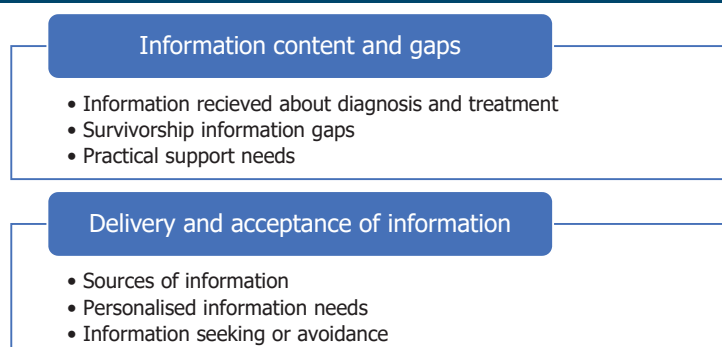 Information content and gaps
• Information recieved about diagnosis and treatment
• Survivorship information gaps
• Practical support needs
Delivery and acceptance of information
• Sources of information
• Personalised information needs
• Information seeking or avoidance